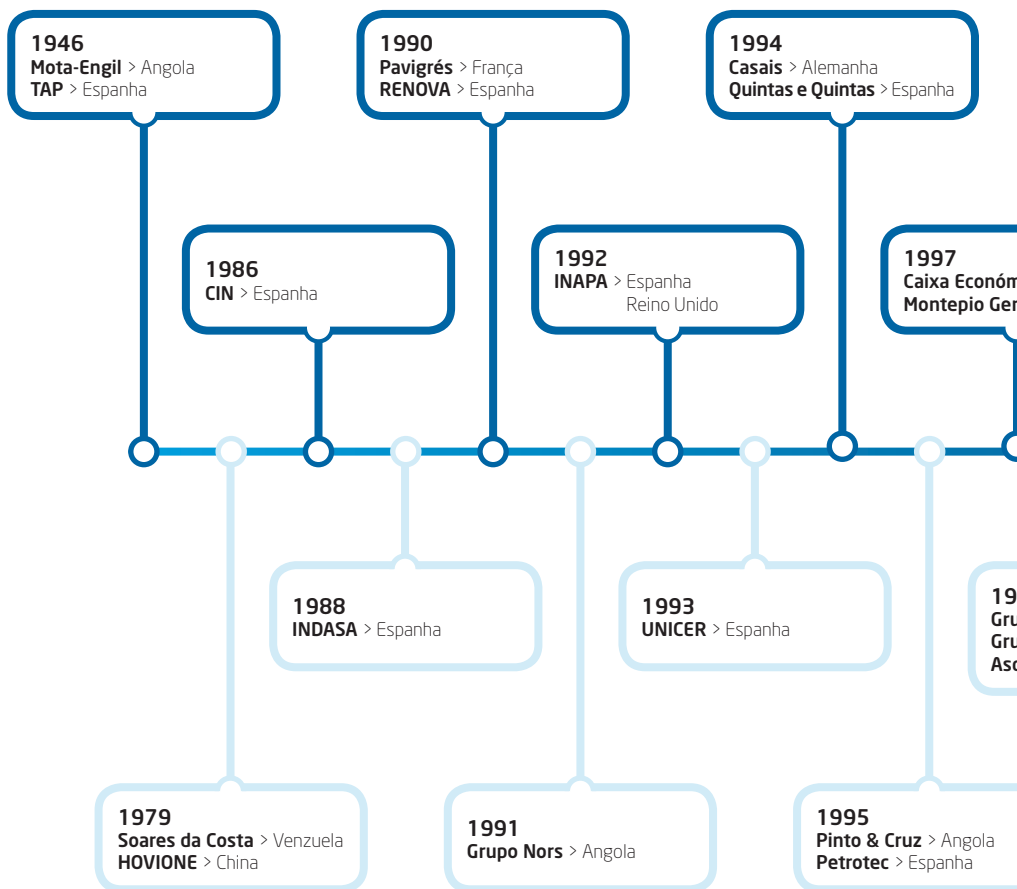 1946
Mota-Engil > Angola
TAP > Espanha
1990
Pavigrés > França
RENOVA > Espanha
1994
Casais > Alemanha
Quintas e Quintas > Espanha
1986
CIN > Espanha
1992
INAPA > Espanha
Reino Unido
1997
Caixa
Montepio
1988
INDASA > Espanha
1993
UNICER > Espanha
1979
Soares da Costa > Venzuela
HOVIONE > China
1991
Grupo Nors > Angola
1995
Pinto & Cruz > Angola
Petrotec > Espanha